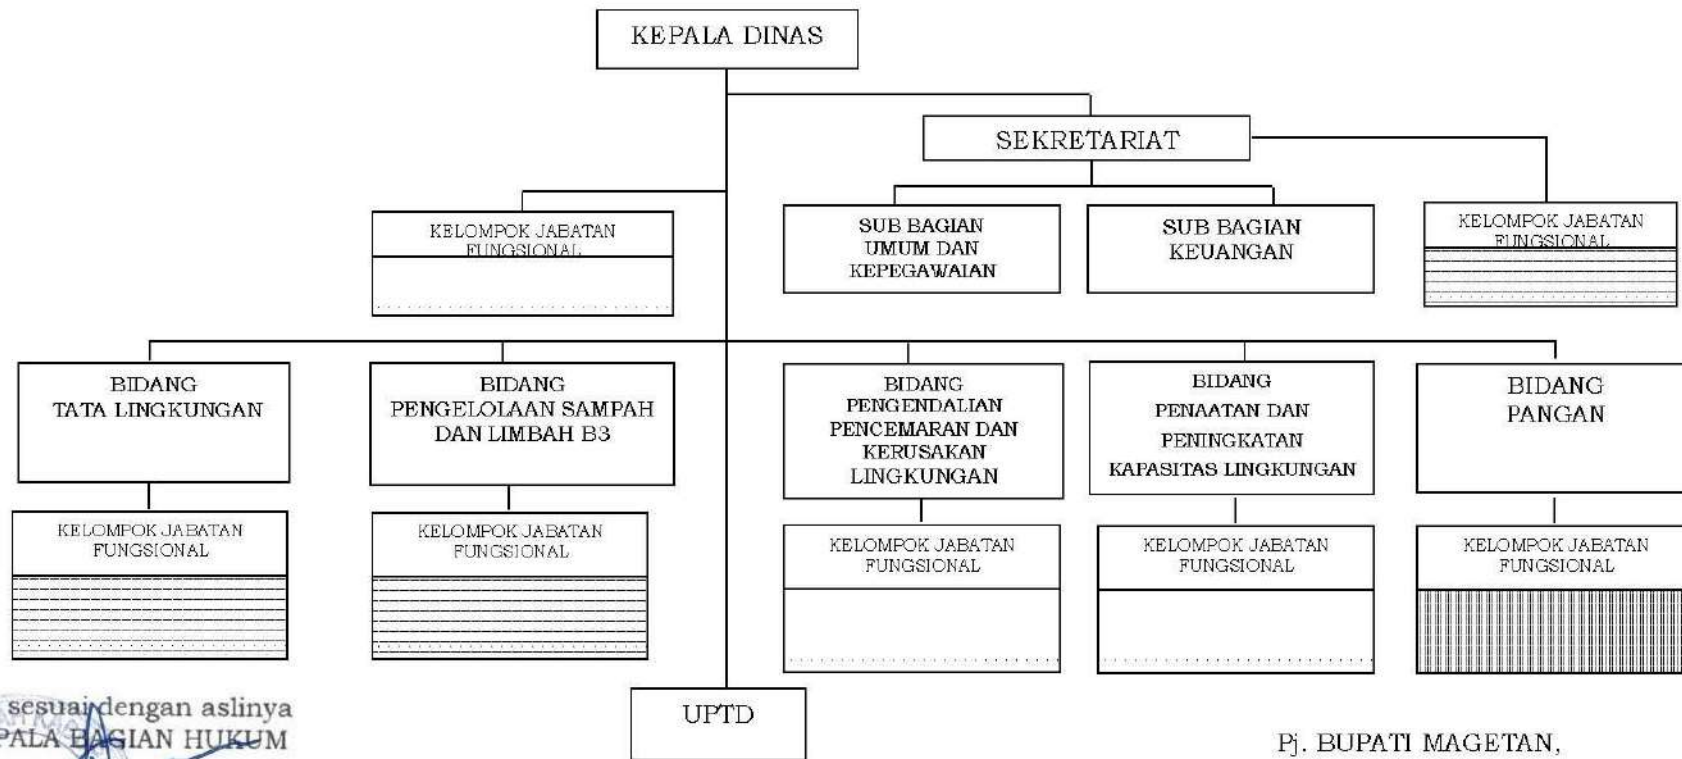 KEPALA DINAS
SEKRETARIAT
KELOMPOK JABATAN
FUNGSIONAL
SUB BAGIAN
UMUM DAN
KEPEGAWAIAN
SUB BAGIAN
KEUANGAN
KELOMPOK JABATAN
FUNGSIONAL
BIDANG
TATA LINGKUNGAN
BIDANG
PENGELOLAAN SAMPAH
DAN LIMBAH B3
BIDANG
PENGENDALIAN
PENCEMARAN DAN
KERUSAKAN
LINGKUNGAN
BIDANG
PENAATAN DAN
PENINGKATAN
KAPASITAS LINGKUNGAN
BIDANG
PANGAN
KELOMPOK JABATAN
FUNGSIONAL
KELOMPOK JABATAN
FUNGSIONAL
KELOMPOK JABATAN
FUNGSIONAL
KELOMPOK JABATAN
FUNGSIONAL
KELOMPOK JABATAN
FUNGSIONAL
UPTD
sesuai dengan aslinya
PALA BAGIAN HUKUM
Pj. BUPATI MAGETAN,